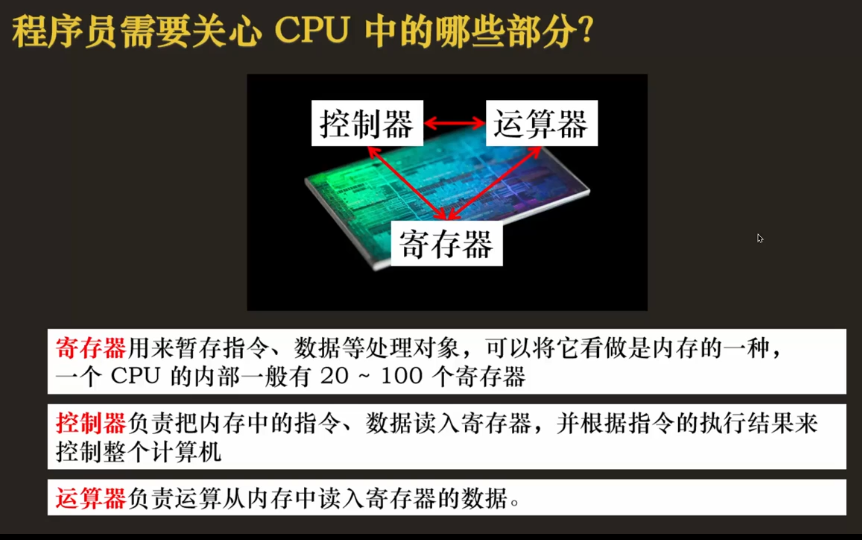 程序员需要关心 CPU 中的哪些部分？
控制器
运算器
寄存器
寄存器用来暂存指令、数据等处理对象，可以将它看做是内存的一种，
一个 CPU 的内部一般有 20 ~ 100 个寄存器
控制器负责把内存中的指令、数据读入寄存器，并根据指令的执行结果来
控制整个计算机
运算器负责运算从内存中读入寄存器的数据。